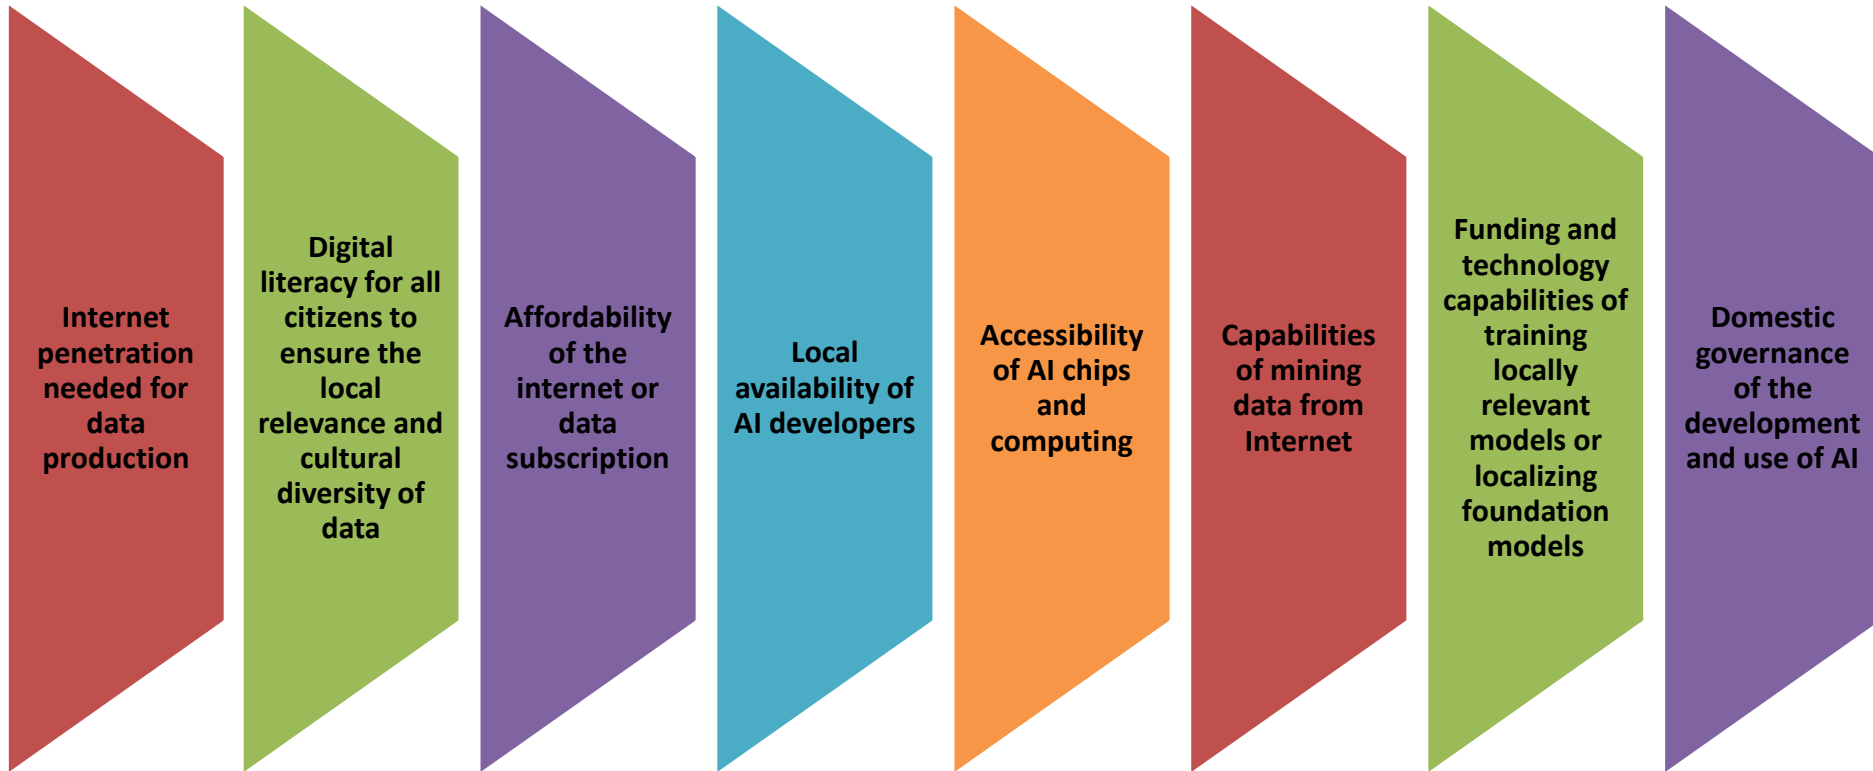 Internet
penetration
needed for
data
production
Digital
literacy for all
citizens to
ensure the
local
relevance and
cultural
diversity of
data
Affordability
of the
internet or
data
subscription
Local
availability of
AI developers
Accessibility
of AI chips
and
computing
Capabilities
of mining
data from
Internet
Funding and
technology
capabilities of
training
locally
relevant
models or
localizing
foundation
models
Domestic
governance
of the
development
and use of AI